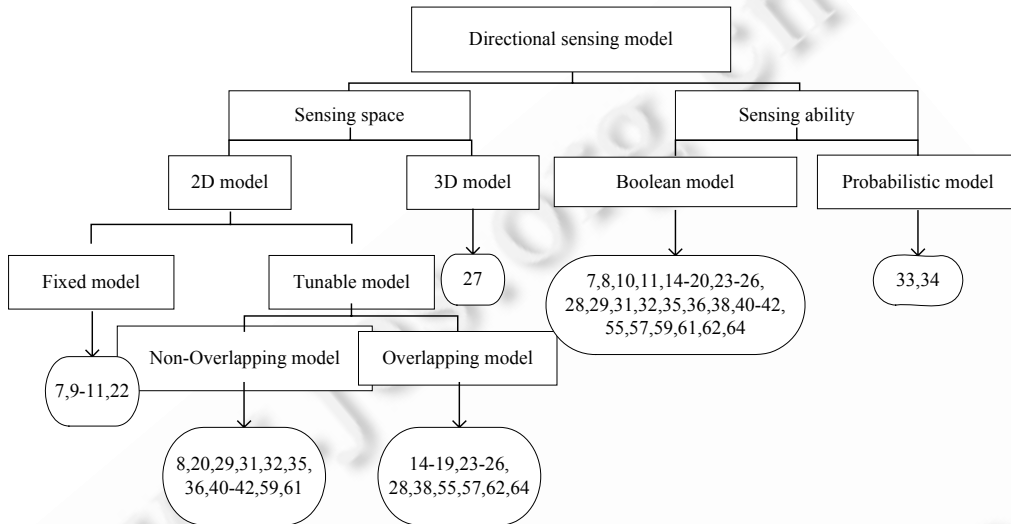 Directional sensing model
Sensing space
Sensing ability
2D model
3D model
Boolean model
Probabilistic model
Fixed model
Tunable model
27
7,8,10,11,14-20,23-26,
28,29,31,32,35,36,38,40-42,
55,57,59,61,62,64
33,34
Non-Overlapping model
Overlapping model
7,9-11,22
8,20,29,31,32,35,
36,40-42,59,61
14-19,23-26,
28,38,55,57,62,64